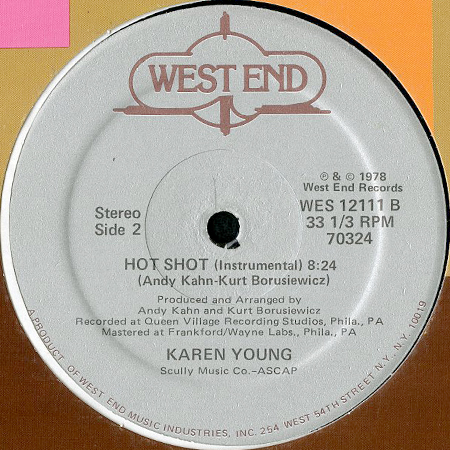 WEST END
℗ & © 1978
West End Records
WES 12111 B
33 1/3 RPM
70324
Stereo
Side 2
HOT SHOT (Instrumental) 8:24
(Andy Kahn-Kurt Borusiewicz)
Produced and Arranged by
Andy Kahn and Kurt Borusiewicz
Recorded at Queen Village Recording Studios, Phila., PA
Mastered at Frankford/Wayne Labs., Phila., PA
KAREN YOUNG
Scully Music Co.-ASCAP
A PRODUCT OF WEST END MUSIC INDUSTRIES, INC. 254 WEST 54TH STREET N.Y., N.Y. 10019